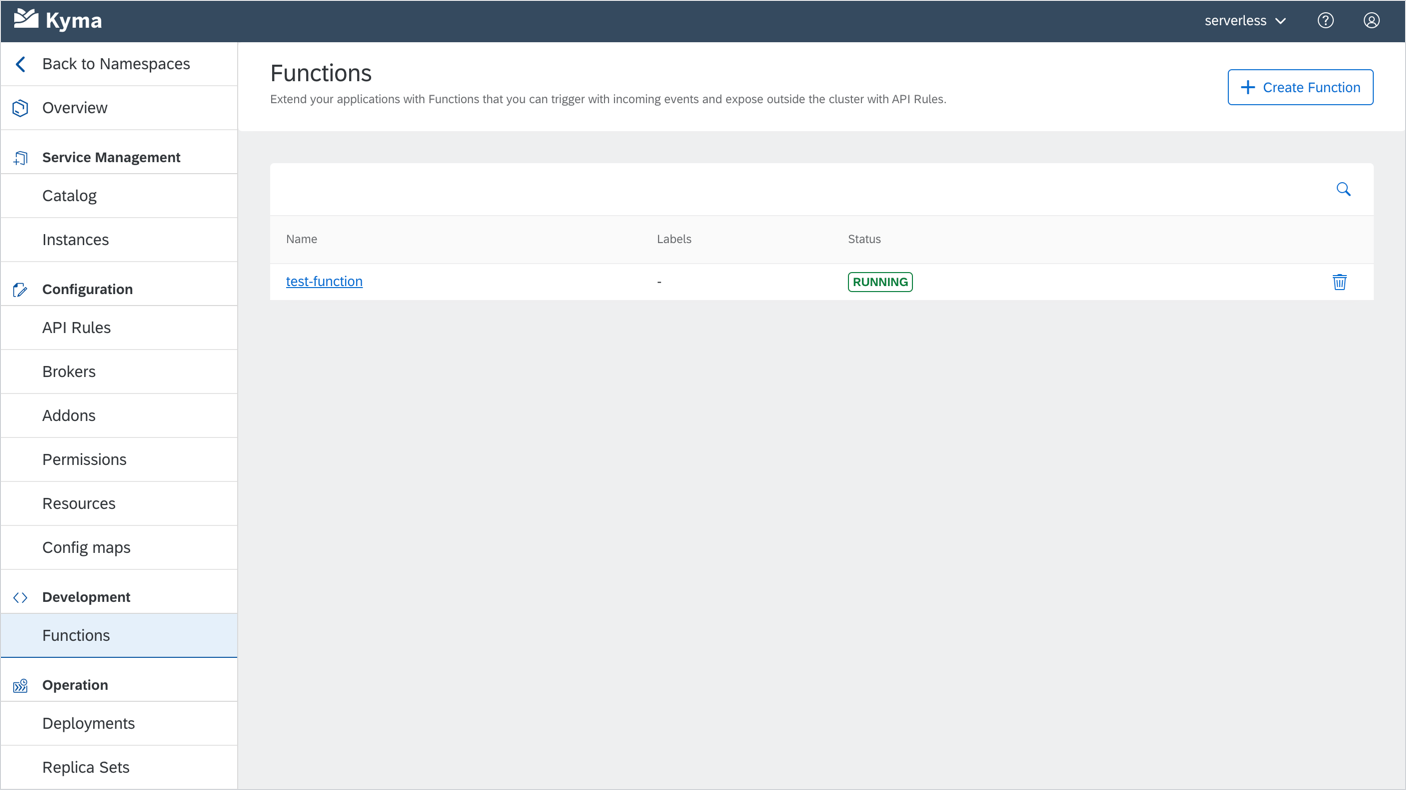 Kyma
serverless
Back to Namespaces
Overview
Service Management
Catalog
Instances
Configuration
API Rules
Brokers
Addons
Permissions
Resources
Config maps
Development
Functions
Operation
Deployments
Replica Sets
Functions
Extend your applications with Functions that you can trigger with incoming events and expose outside the cluster with API Rules.
Create Function
Name Labels Status
test-function - RUNNING